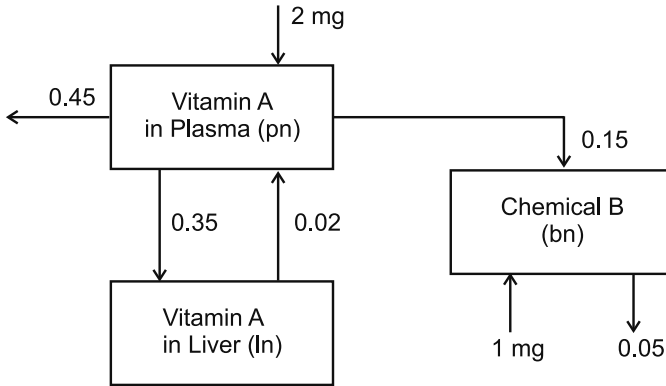 2 mg
0.45
Vitamin A
in Plasma (pn)
0.15
0.35
0.02
Chemical B
(bn)
Vitamin A
in Liver (ln)
1 mg
0.05